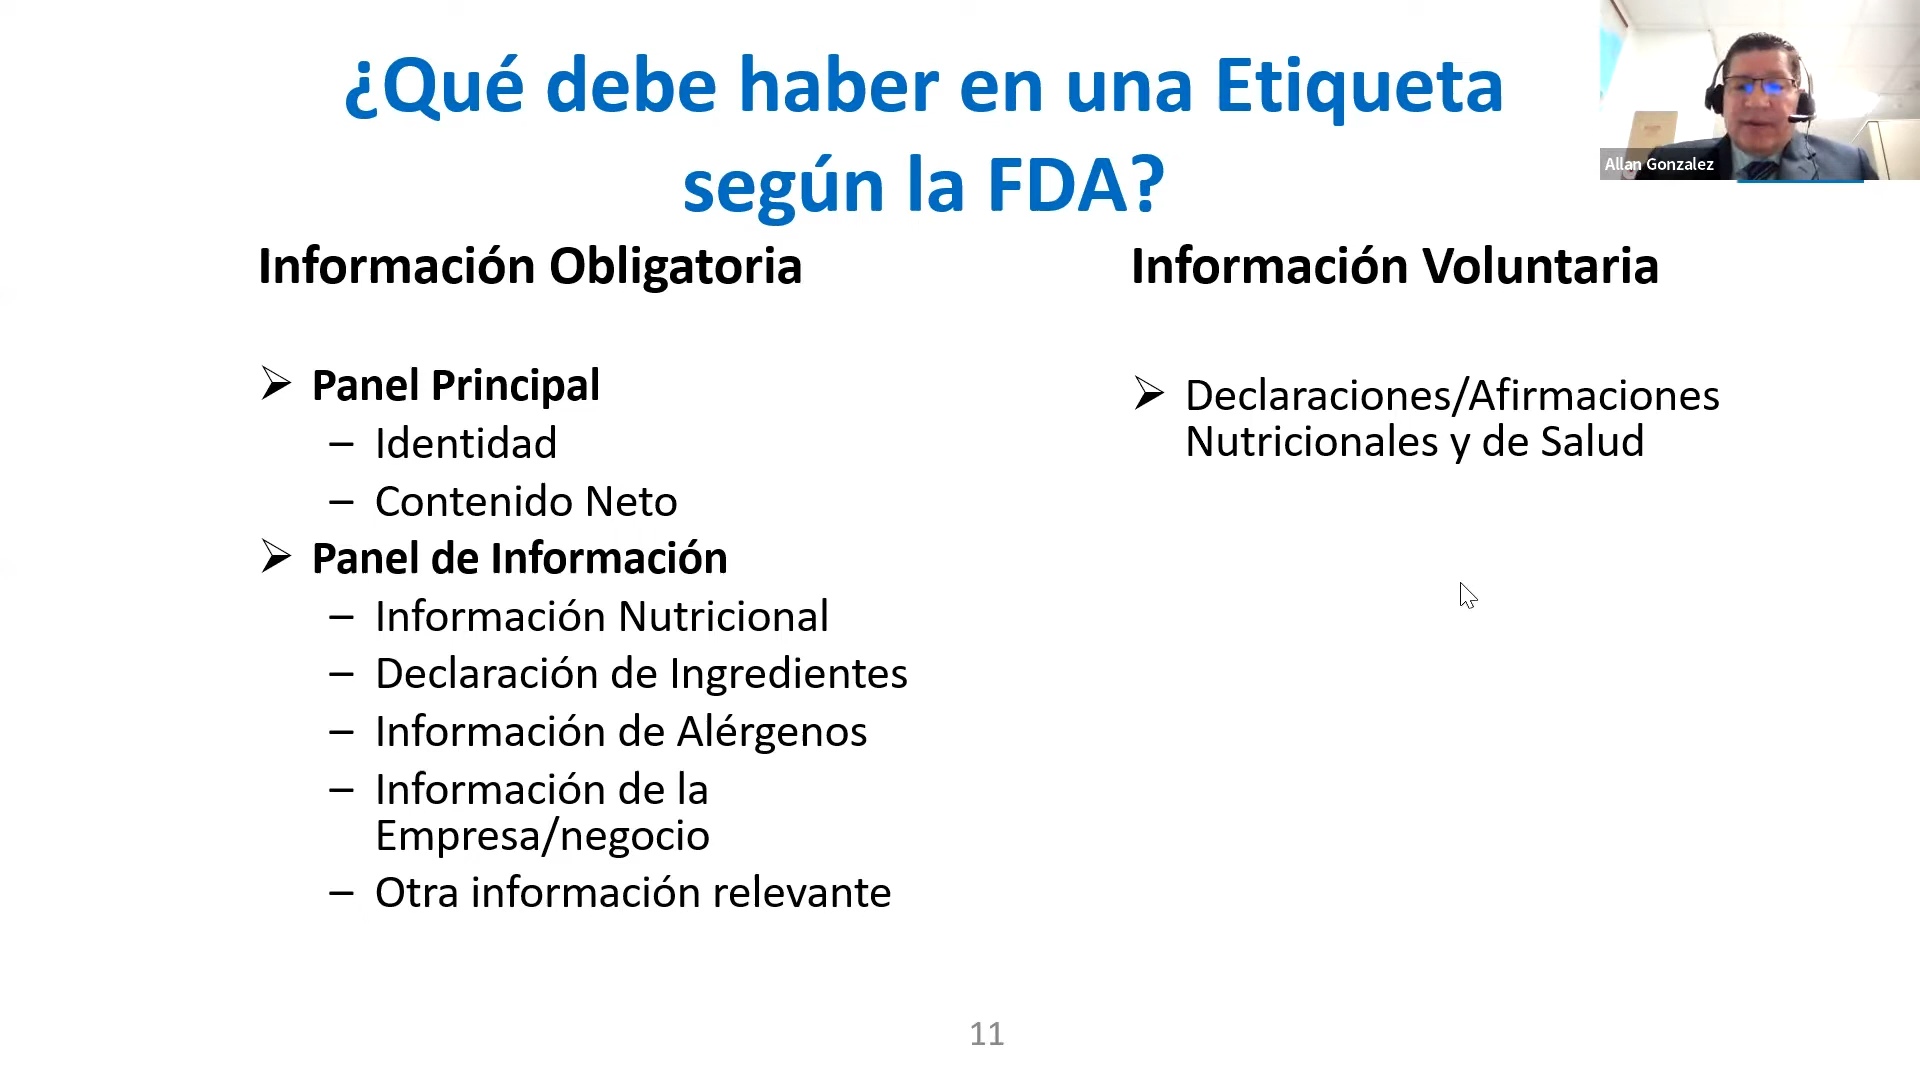 ¿Qué debe haber en una Etiqueta
según la FDA?
Allan Gonzalez
Información Obligatoria
➢ Panel Principal
– Identidad
– Contenido Neto
➢ Panel de Información
– Información Nutricional
– Declaración de Ingredientes
– Información de Alérgenos
– Información de la
Empresa/negocio
– Otra información relevante
Información Voluntaria
➢ Declaraciones/Afirmaciones
Nutricionales y de Salud
11